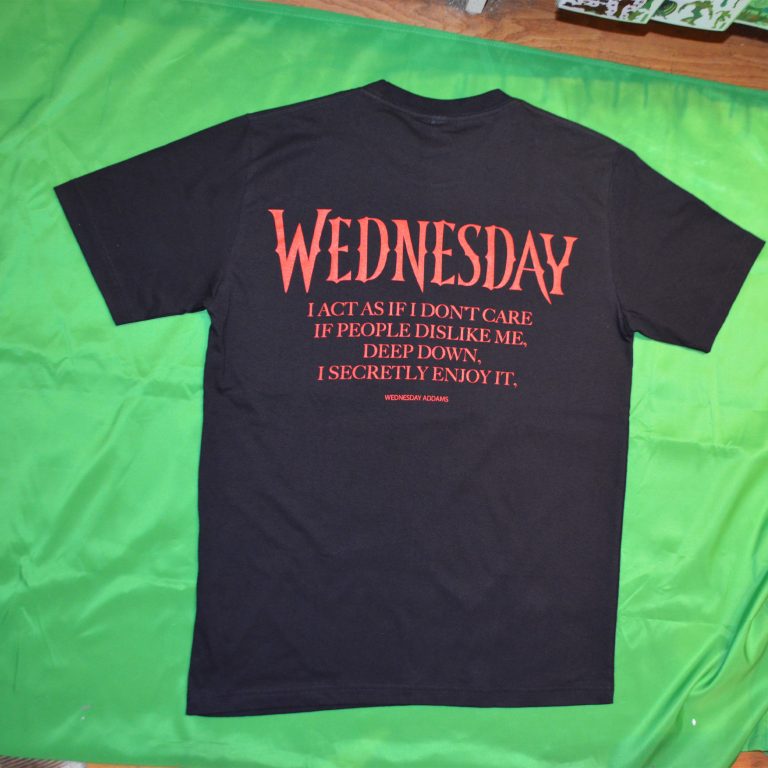 WEDNESDAY
I ACT AS IF I DON'T CARE
IF PEOPLE DISLIKE ME,
DEEP DOWN,
I SECRETLY ENJOY IT,
WEDNESDAY ADDAMS